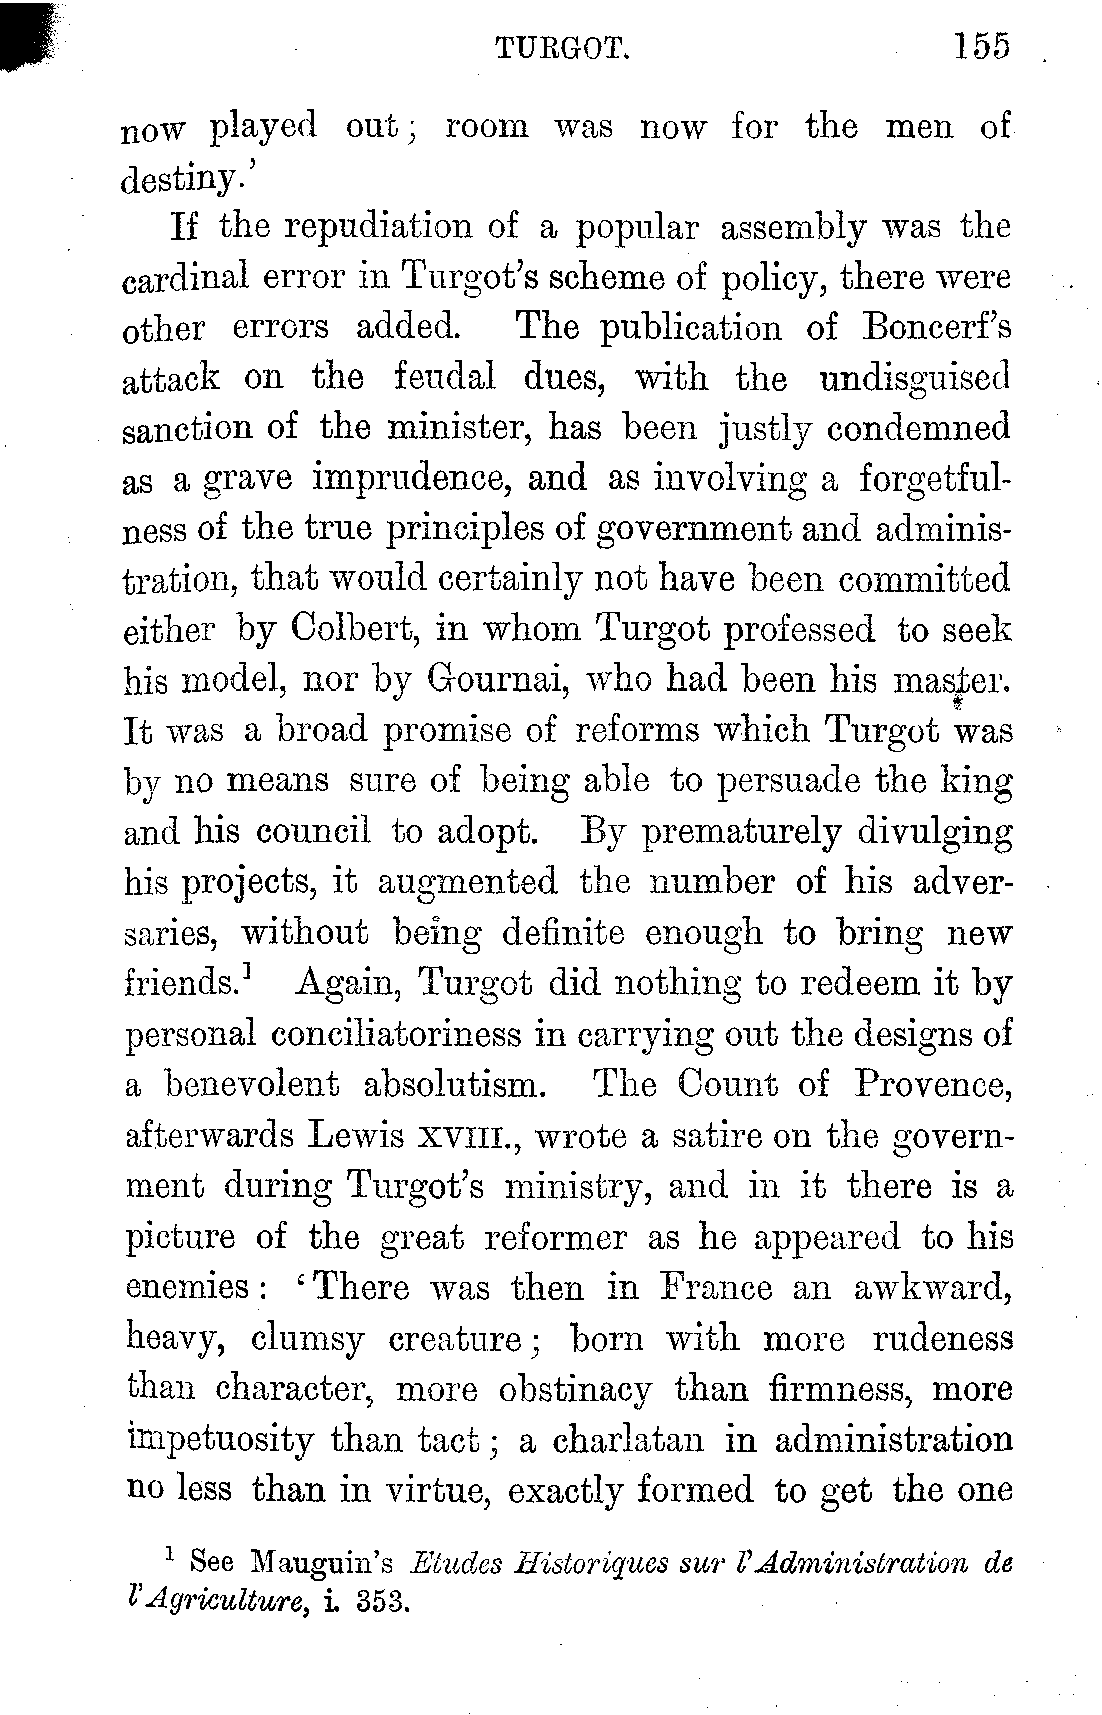 TURGOT. 155
now played out; room was now for the men of
destiny.'
If the repudiation of a popular assembly was the
cardinal error in Turgot's scheme of policy, there were
other errors added. The publication of Boncerf's
attack on the feudal dues, with the undisguised
sanction of the minister, has been justly condemned
as a grave imprudence, and as involving a forgetful-
ness of the true principles of government and adminis-
tration, that would certainly not have been committed
either by Colbert, in whom Turgot professed to seek
his model, nor by Gournai, who had been his master.
It was a broad promise of reforms which Turgot was
by no means sure of being able to persuade the king
and his council to adopt. By prematurely divulging
his projects, it augmented the number of his adver-
saries, without being definite enough to bring new
friends.¹ Again, Turgot did nothing to redeem it by
personal conciliatoriness in carrying out the designs of
a benevolent absolutism. The Count of Provence,
afterwards Lewis XVIII., wrote a satire on the govern-
ment during Turgot's ministry, and in it there is a
picture of the great reformer as he appeared to his
enemies: 'There was then in France an awkward,
heavy, clumsy creature; born with more rudeness
than character, more obstinacy than firmness, more
impetuosity than tact; a charlatan in administration
no less than in virtue, exactly formed to get the one
¹ See Mauguin's Etudes Historiques sur l'Administration de
l'Agriculture, i. 353.